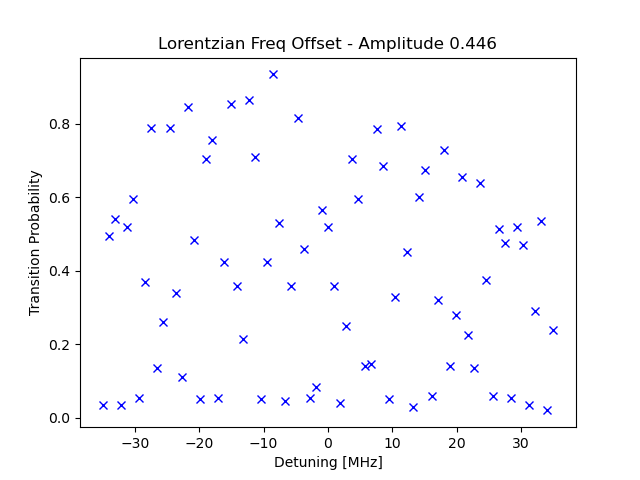 Lorentzian Freq Offset - Amplitude 0.446
Transition Probability
0.8
0.6
0.4
0.2
0.0
−30 −20 −10 0 10 20 30
Detuning [MHz]